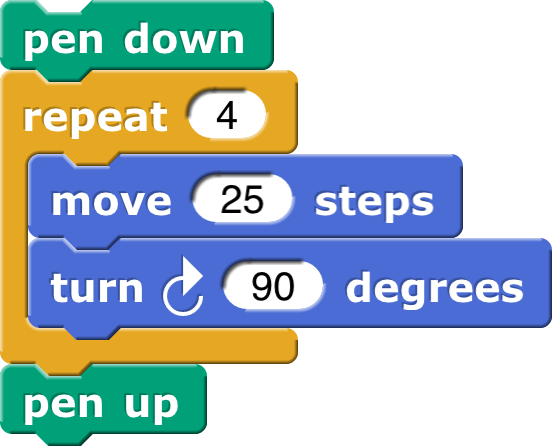 pen down
repeat 4
move 25 steps
turn 90 degrees
pen up